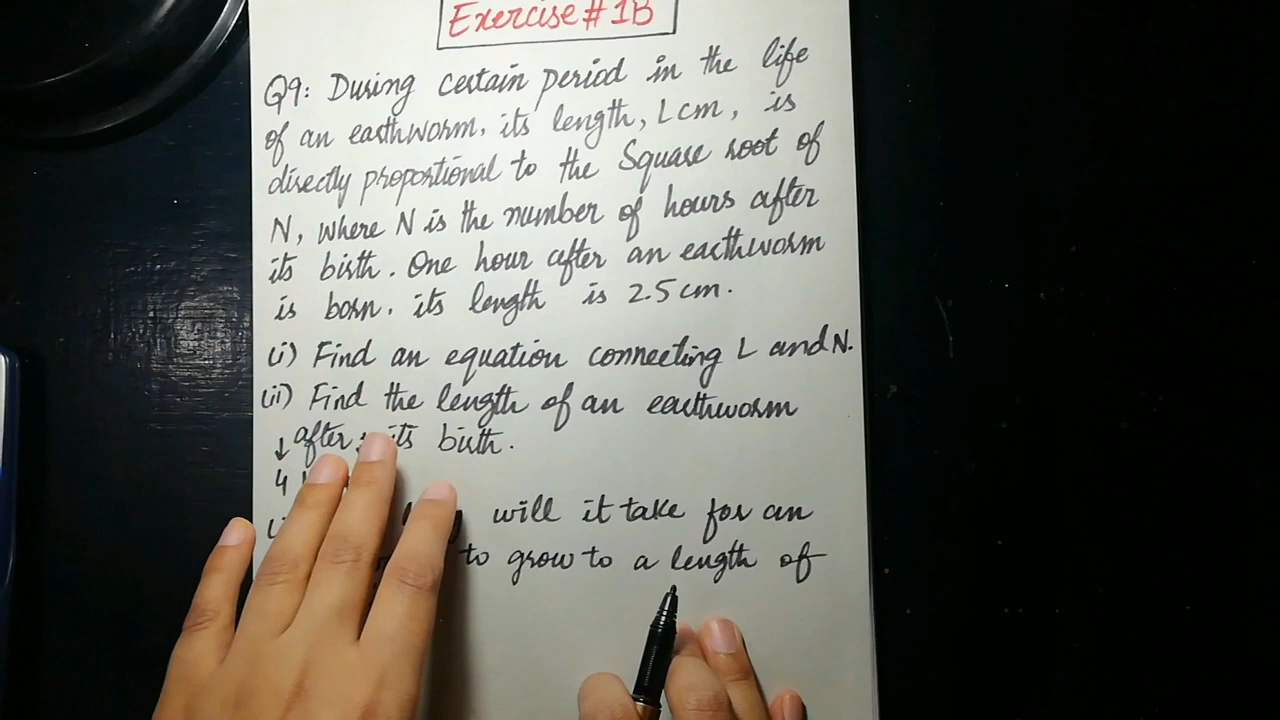 Exercise # 1B
Q9: During certain period in the life
of an earthworm, its length, L cm, is
directly proportional to the Square root of
N, where N is the number of hours after
its birth. One hour after an earthworm
is born, its length is 2.5 cm.
(i) Find an equation connecting L and N.
(ii) Find the length of an earthworm
↓ after its birth.
4
will it take for an
to grow to a length of